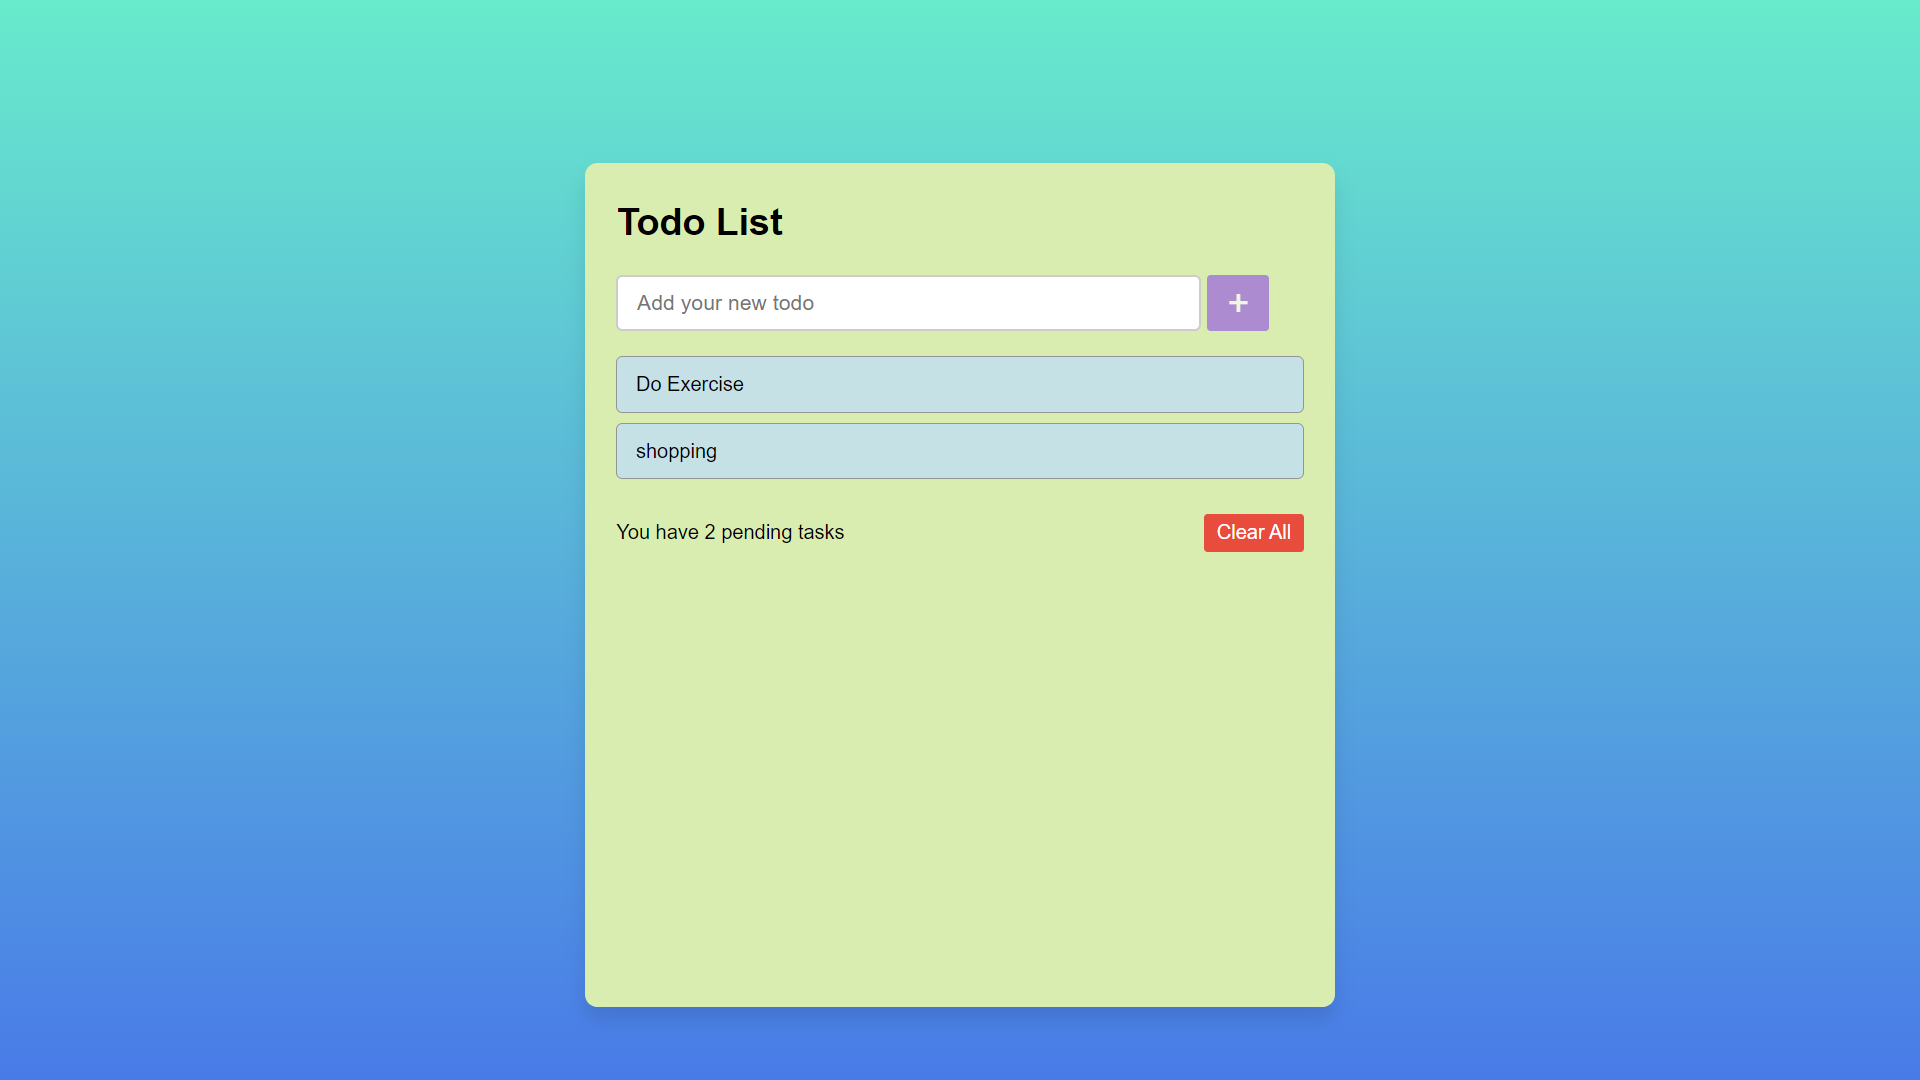 Todo List
Add your new todo
+
Do Exercise
shopping
You have 2 pending tasks
Clear All